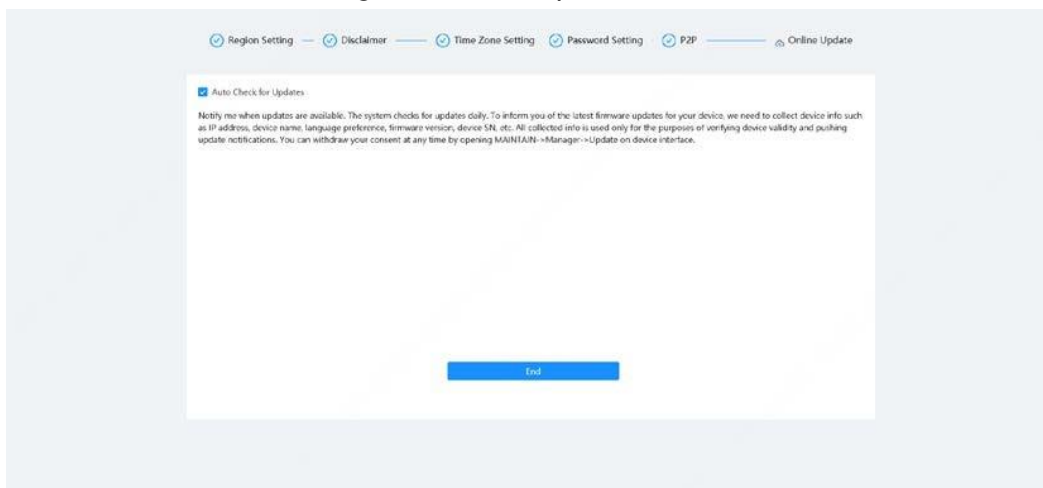 Region Setting Disclaimer Time Zone Setting Password Setting P2P Online Update
Auto Check for Updates
Notify me when updates are available. The system checks for updates daily. To inform you of the latest firmware updates for your device, we need to collect device info such
as IP address, device name, language preference, firmware version, device SN, etc. All collected info is used only for the purposes of verifying device validity and pushing
update notifications. You can withdraw your consent at any time by opening MAINTAIN->Manager->Update on device interface.
End